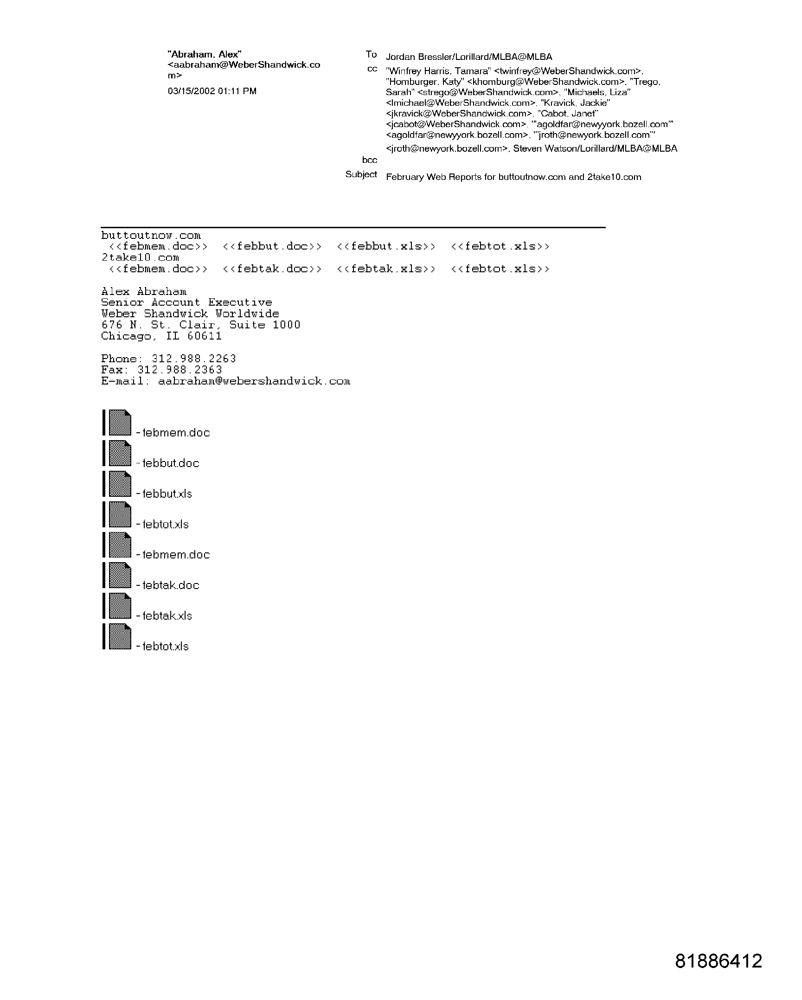 "Abraham, Alex"
<aabraham@WeberShandwick.co
m>
03/15/2002 01:11 PM
To Jordan Bressler/Lorillard/MLBA@MLBA
cc "Winfrey Harris, Tamara" <twinfrey@WeberShandwick.com>,
"Homburger, Katy" <khomburg@WeberShandwick.com>, "Trego,
Sarah" <strego@WeberShandwick.com>, "Michaels, Liza"
<lmichael@WeberShandwick.com>, "Kravick, Jackie"
<jkravick@WeberShandwick.com>, "Cabot, Janet"
<jcabot@WeberShandwick.com>, "'agoldfar@newyyork.bozell.com'"
<agoldfar@newyyork.bozell.com>, "'jroth@newyork.bozell.com'"
<jroth@newyork.bozell.com>, Steven Watson/Lorillard/MLBA@MLBA
bcc
Subject February Web Reports for buttoutnow.com and 2take10.com
buttoutnow.com
<<febmem.doc>> <<febbut.doc>> <<febbut.xls>> <<febtot.xls>>
2take10.com
<<febmem.doc>> <<febtak.doc>> <<febtak.xls>> <<febtot.xls>>
Alex Abraham
Senior Account Executive
Weber Shandwick Worldwide
676 N. St. Clair, Suite 1000
Chicago, IL 60611
Phone: 312.988.2263
Fax: 312.988.2363
E-mail: aabraham@webershandwick.com
- febmem.doc
- febbut.doc
- febbut.xls
- febtot.xls
- febmem.doc
- febtak.doc
- febtak.xls
- febtot.xls
81886412